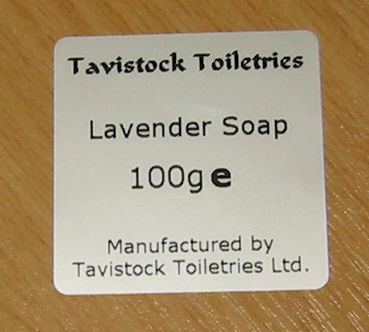 Tavistock Toiletries
Lavender Soap
100g ℮
Manufactured by
Tavistock Toiletries Ltd.